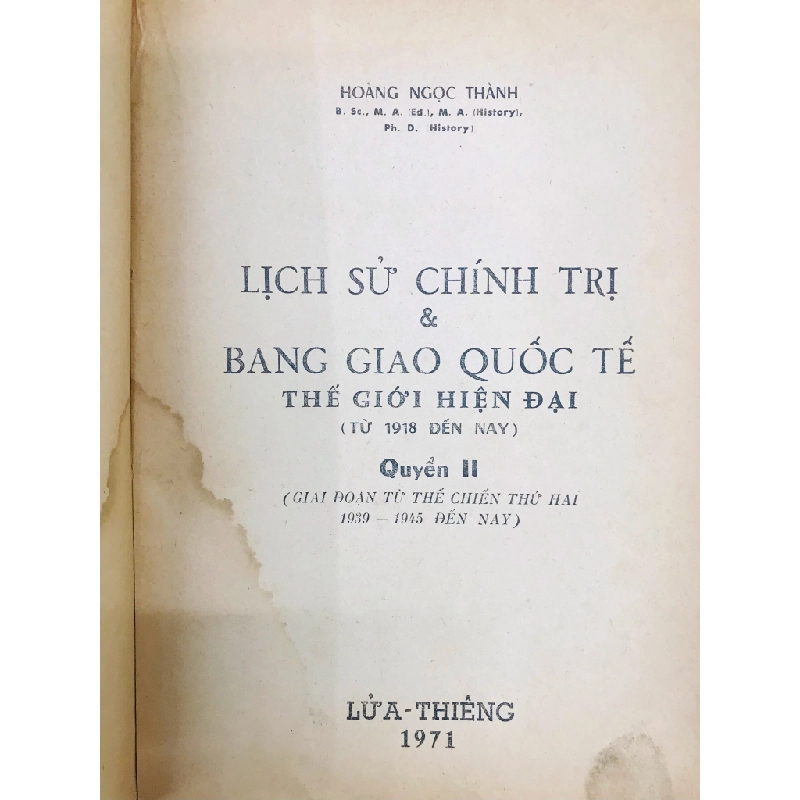 HOÀNG NGỌC THÀNH
B. Sc., M. A. (Ed.), M. A. (History),
Ph. D. (History)
LỊCH SỬ CHÍNH TRỊ
&
BANG GIAO QUỐC TẾ
THẾ GIỚI HIỆN ĐẠI
(TỪ 1918 ĐẾN NAY)
Quyển II
(GIAI ĐOẠN TỪ THẾ CHIẾN THỨ HAI
1939 – 1945 ĐẾN NAY)
LỬA-THIÊNG
1971